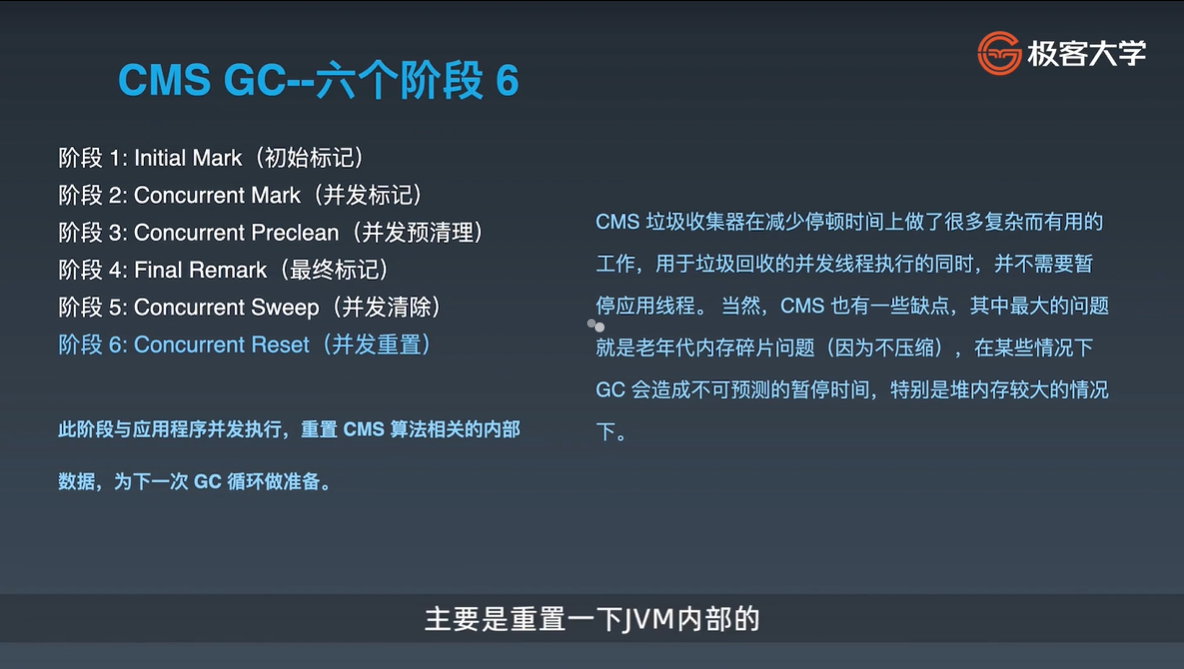 极客大学
CMS GC--六个阶段 6
阶段 1: Initial Mark（初始标记）
阶段 2: Concurrent Mark（并发标记）
阶段 3: Concurrent Preclean（并发预清理）
阶段 4: Final Remark（最终标记）
阶段 5: Concurrent Sweep（并发清除）
阶段 6: Concurrent Reset（并发重置）
此阶段与应用程序并发执行，重置 CMS 算法相关的内部
数据，为下一次 GC 循环做准备。
CMS 垃圾收集器在减少停顿时间上做了很多复杂而有用的
工作，用于垃圾回收的并发线程执行的同时，并不需要暂
停应用线程。 当然，CMS 也有一些缺点，其中最大的问题
就是老年代内存碎片问题（因为不压缩），在某些情况下
GC 会造成不可预测的暂停时间，特别是堆内存较大的情况
下。
主要是重置一下JVM内部的